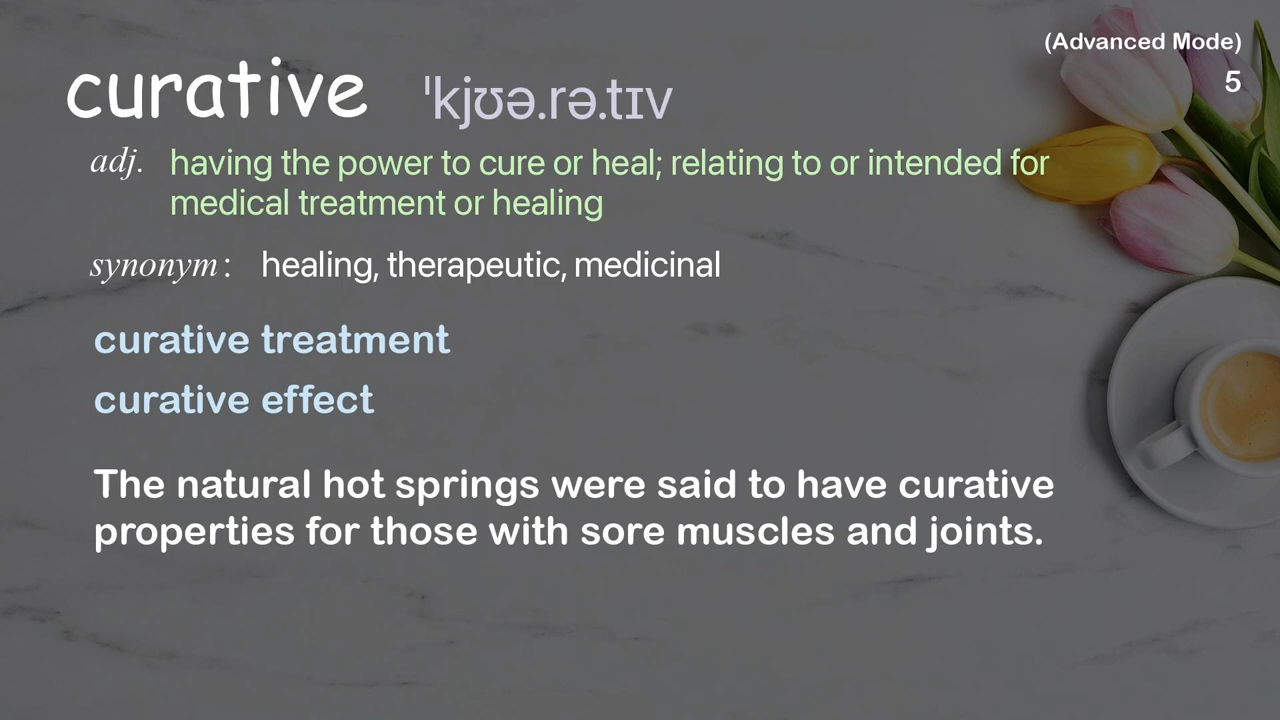 (Advanced Mode)
5
curative ˈkjʊə.rə.tɪv
adj. having the power to cure or heal; relating to or intended for
medical treatment or healing
synonym : healing, therapeutic, medicinal
curative treatment
curative effect
The natural hot springs were said to have curative
properties for those with sore muscles and joints.